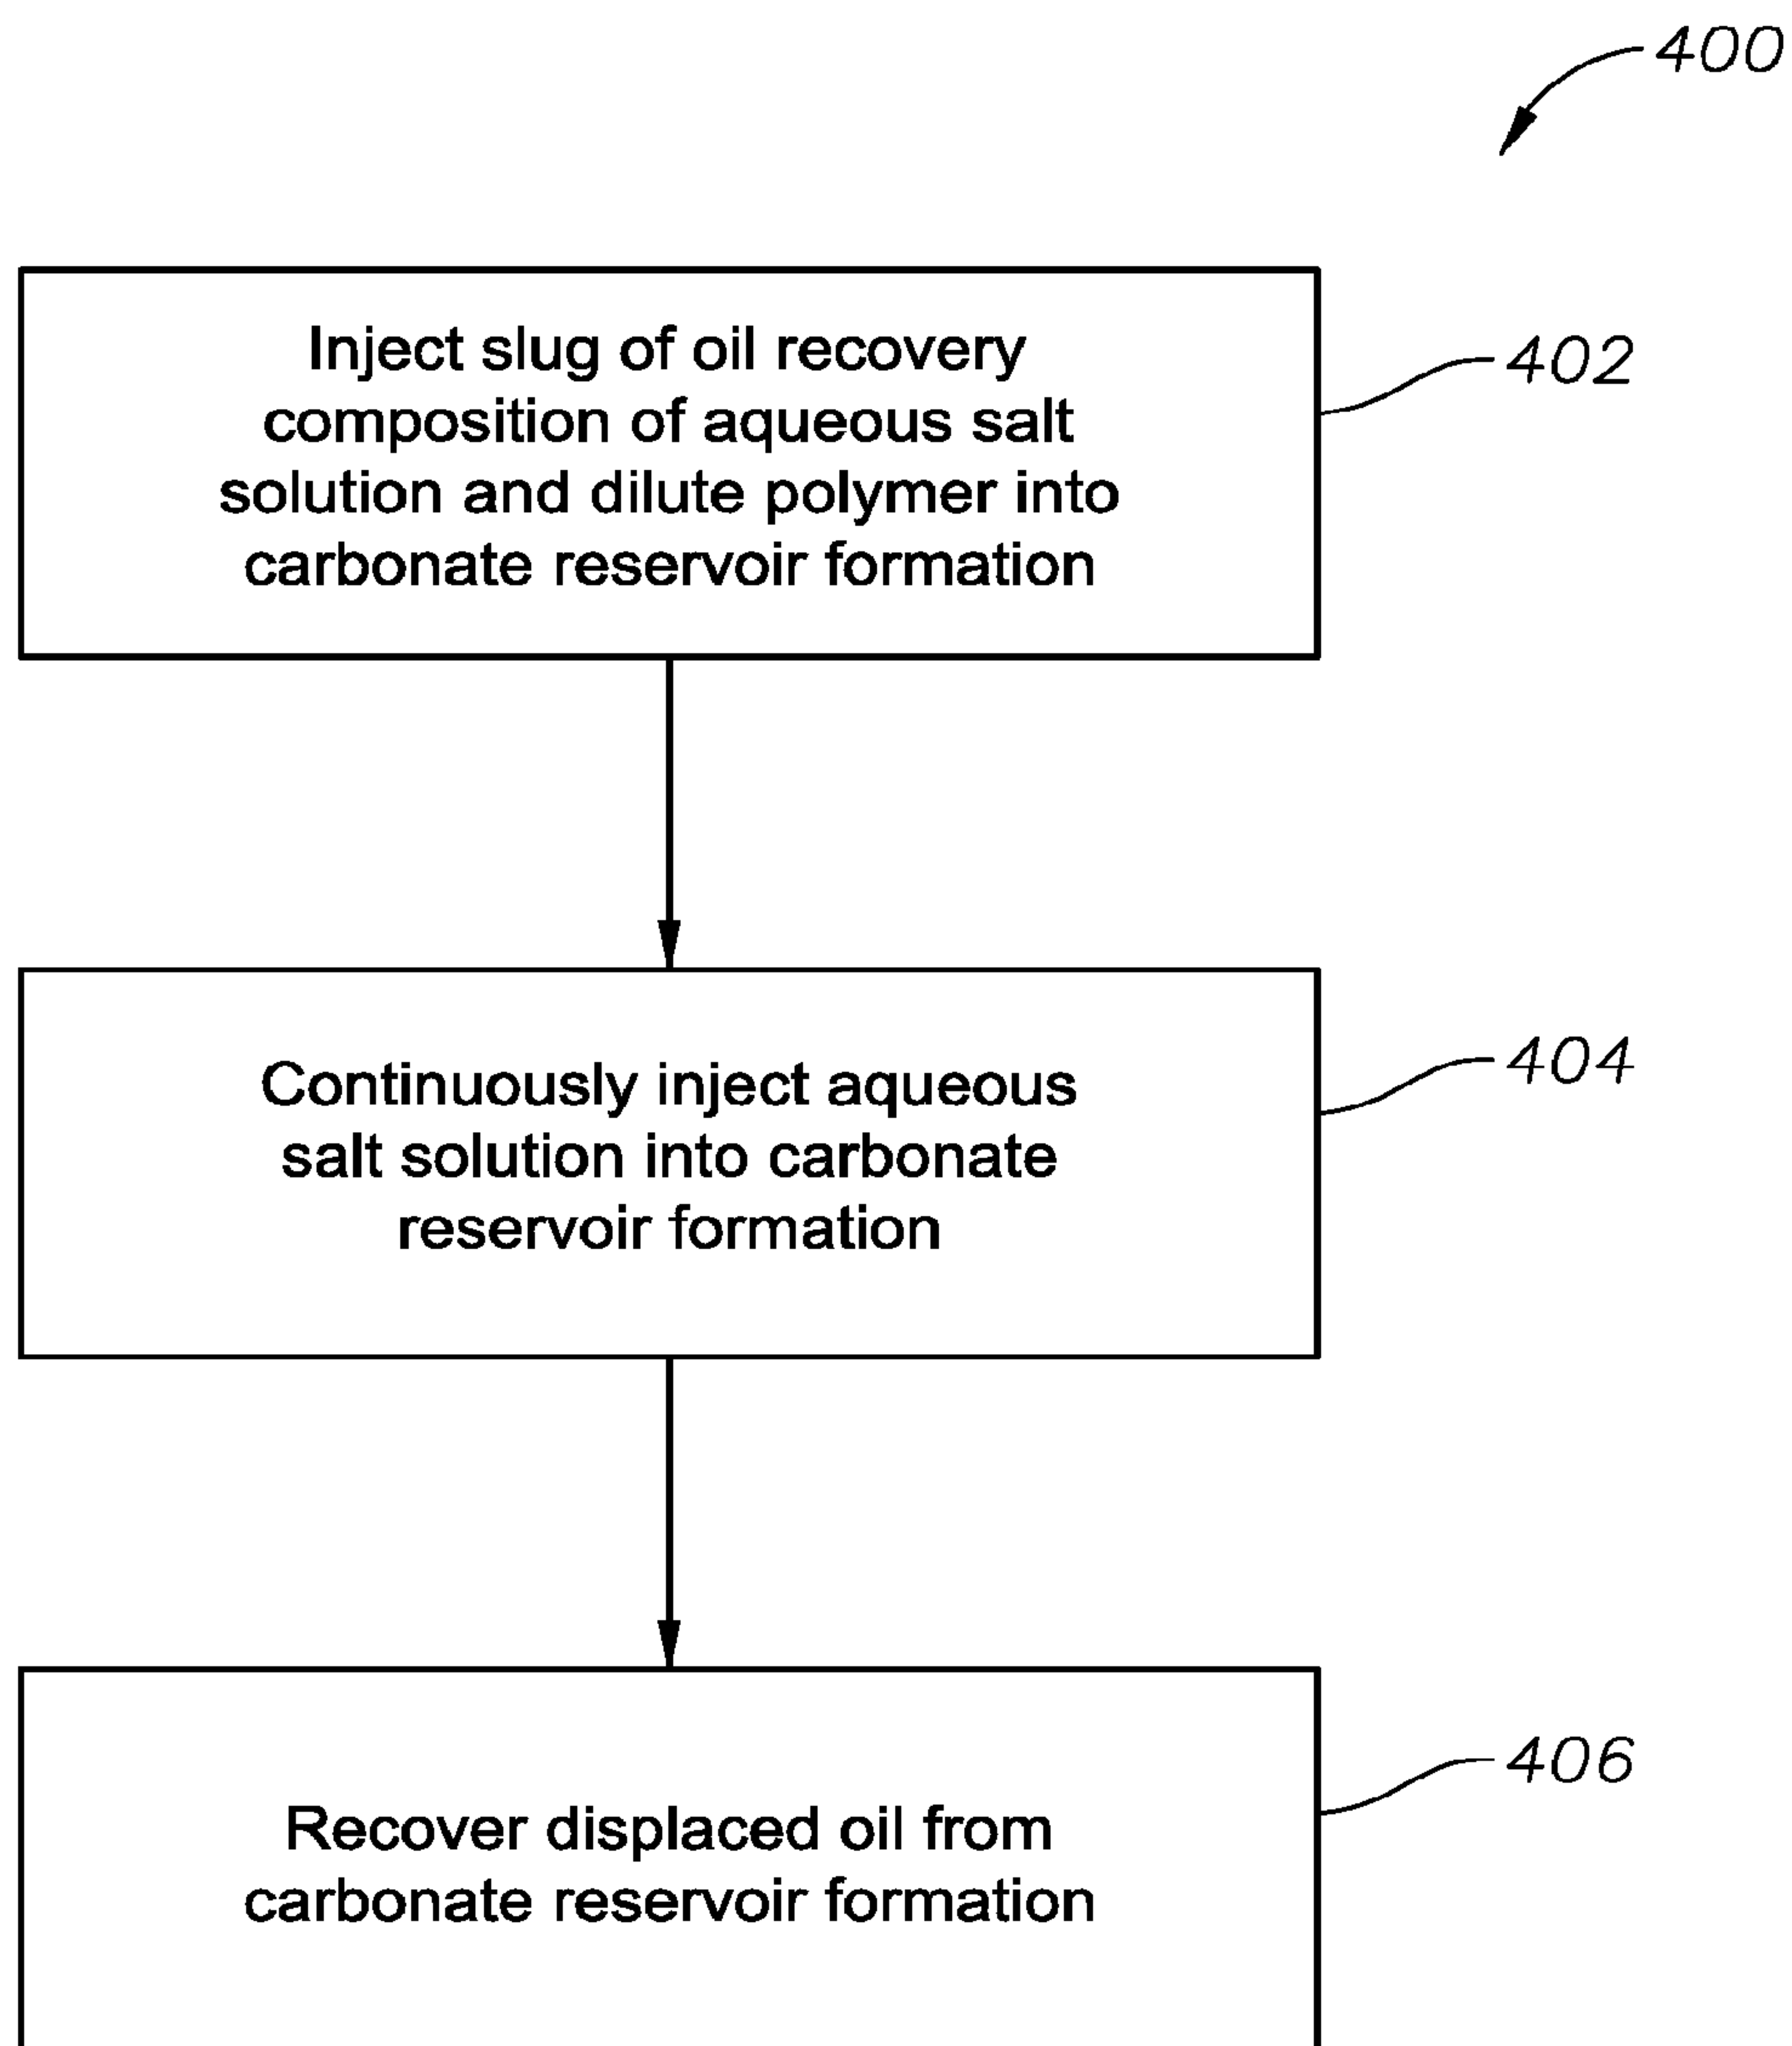 400
Inject slug of oil recovery
composition of aqueous salt
solution and dilute polymer into
carbonate reservoir formation
402
Continuously inject aqueous
salt solution into carbonate
reservoir formation
404
Recover displaced oil from
carbonate reservoir formation
406